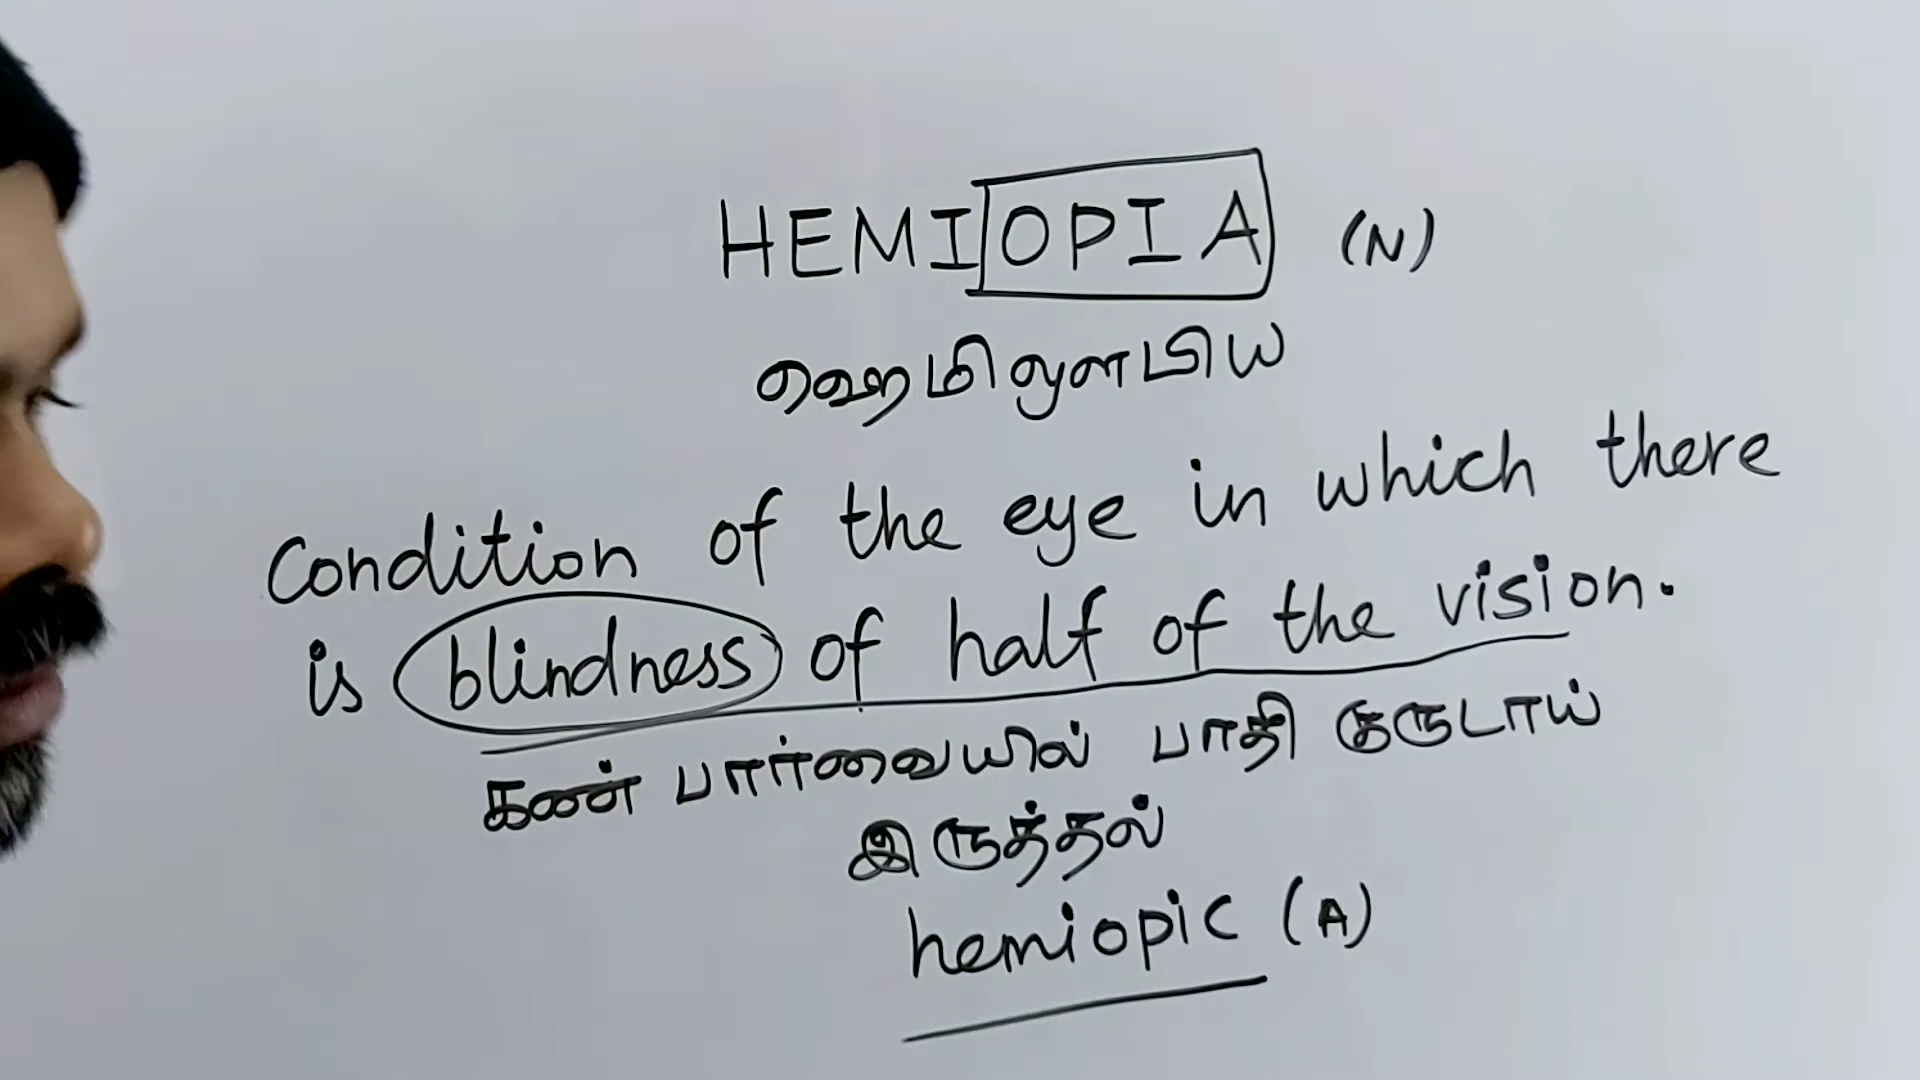 HEMIOPIA (N)
ஹெமிஓபிய
Condition of the eye in which there
is blindness of half of the vision.
கண் பார்வையில் பாதி குருடாய்
இருத்தல்
hemiopic (A)